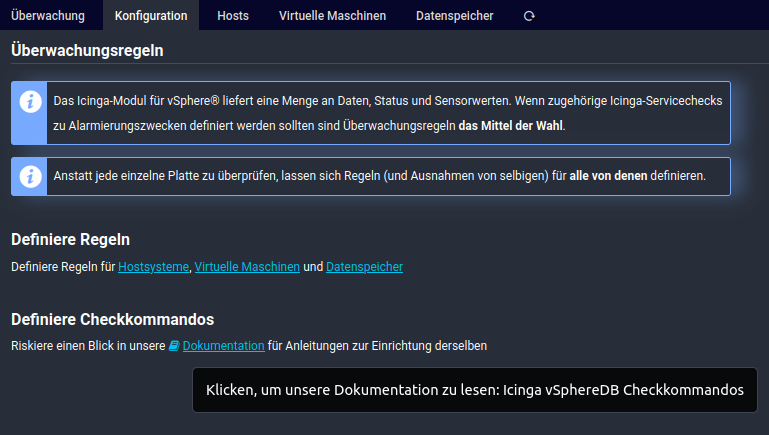 Überwachung Konfiguration Hosts Virtuelle Maschinen Datenspeicher
Überwachungsregeln
Das Icinga-Modul für vSphere® liefert eine Menge an Daten, Status und Sensorwerten. Wenn zugehörige Icinga-Servicechecks
zu Alarmierungszwecken definiert werden sollten sind Überwachungsregeln das Mittel der Wahl.
Anstatt jede einzelne Platte zu überprüfen, lassen sich Regeln (und Ausnahmen von selbigen) für alle von denen definieren.
Definiere Regeln
Definiere Regeln für Hostsysteme, Virtuelle Maschinen und Datenspeicher
Definiere Checkkommandos
Riskiere einen Blick in unsere Dokumentation für Anleitungen zur Einrichtung derselben
Klicken, um unsere Dokumentation zu lesen: Icinga vSphereDB Checkkommandos